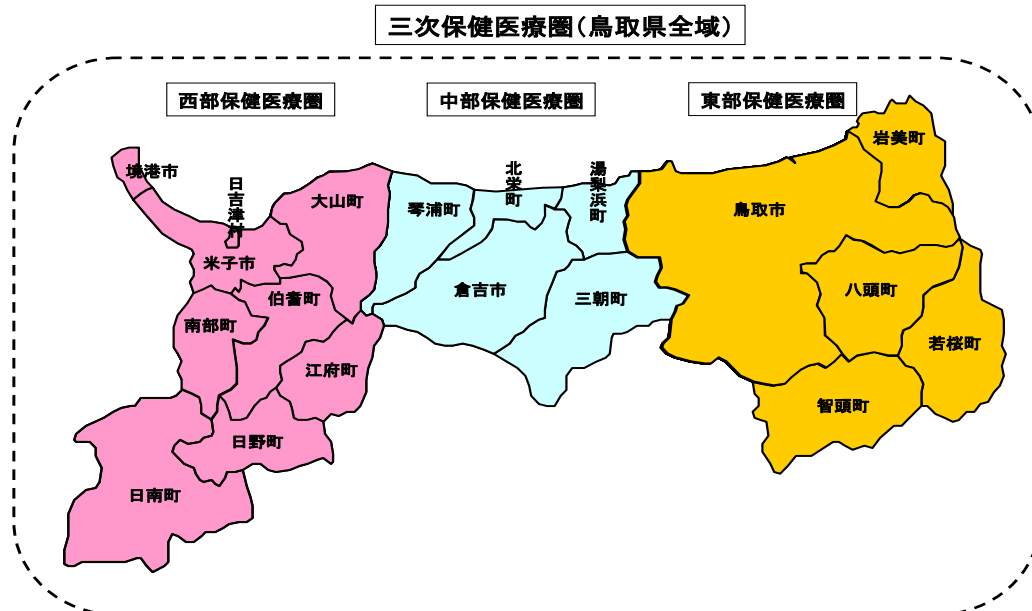 三次保健医療圏(鳥取県全域)
西部保健医療圏
中部保健医療圏
東部保健医療圏
境港市
日吉津村
大山町
米子市
伯耆町
南部町
江府町
日野町
日南町
琴浦町
北栄町
湯梨浜町
倉吉市
三朝町
岩美町
鳥取市
八頭町
若桜町
智頭町